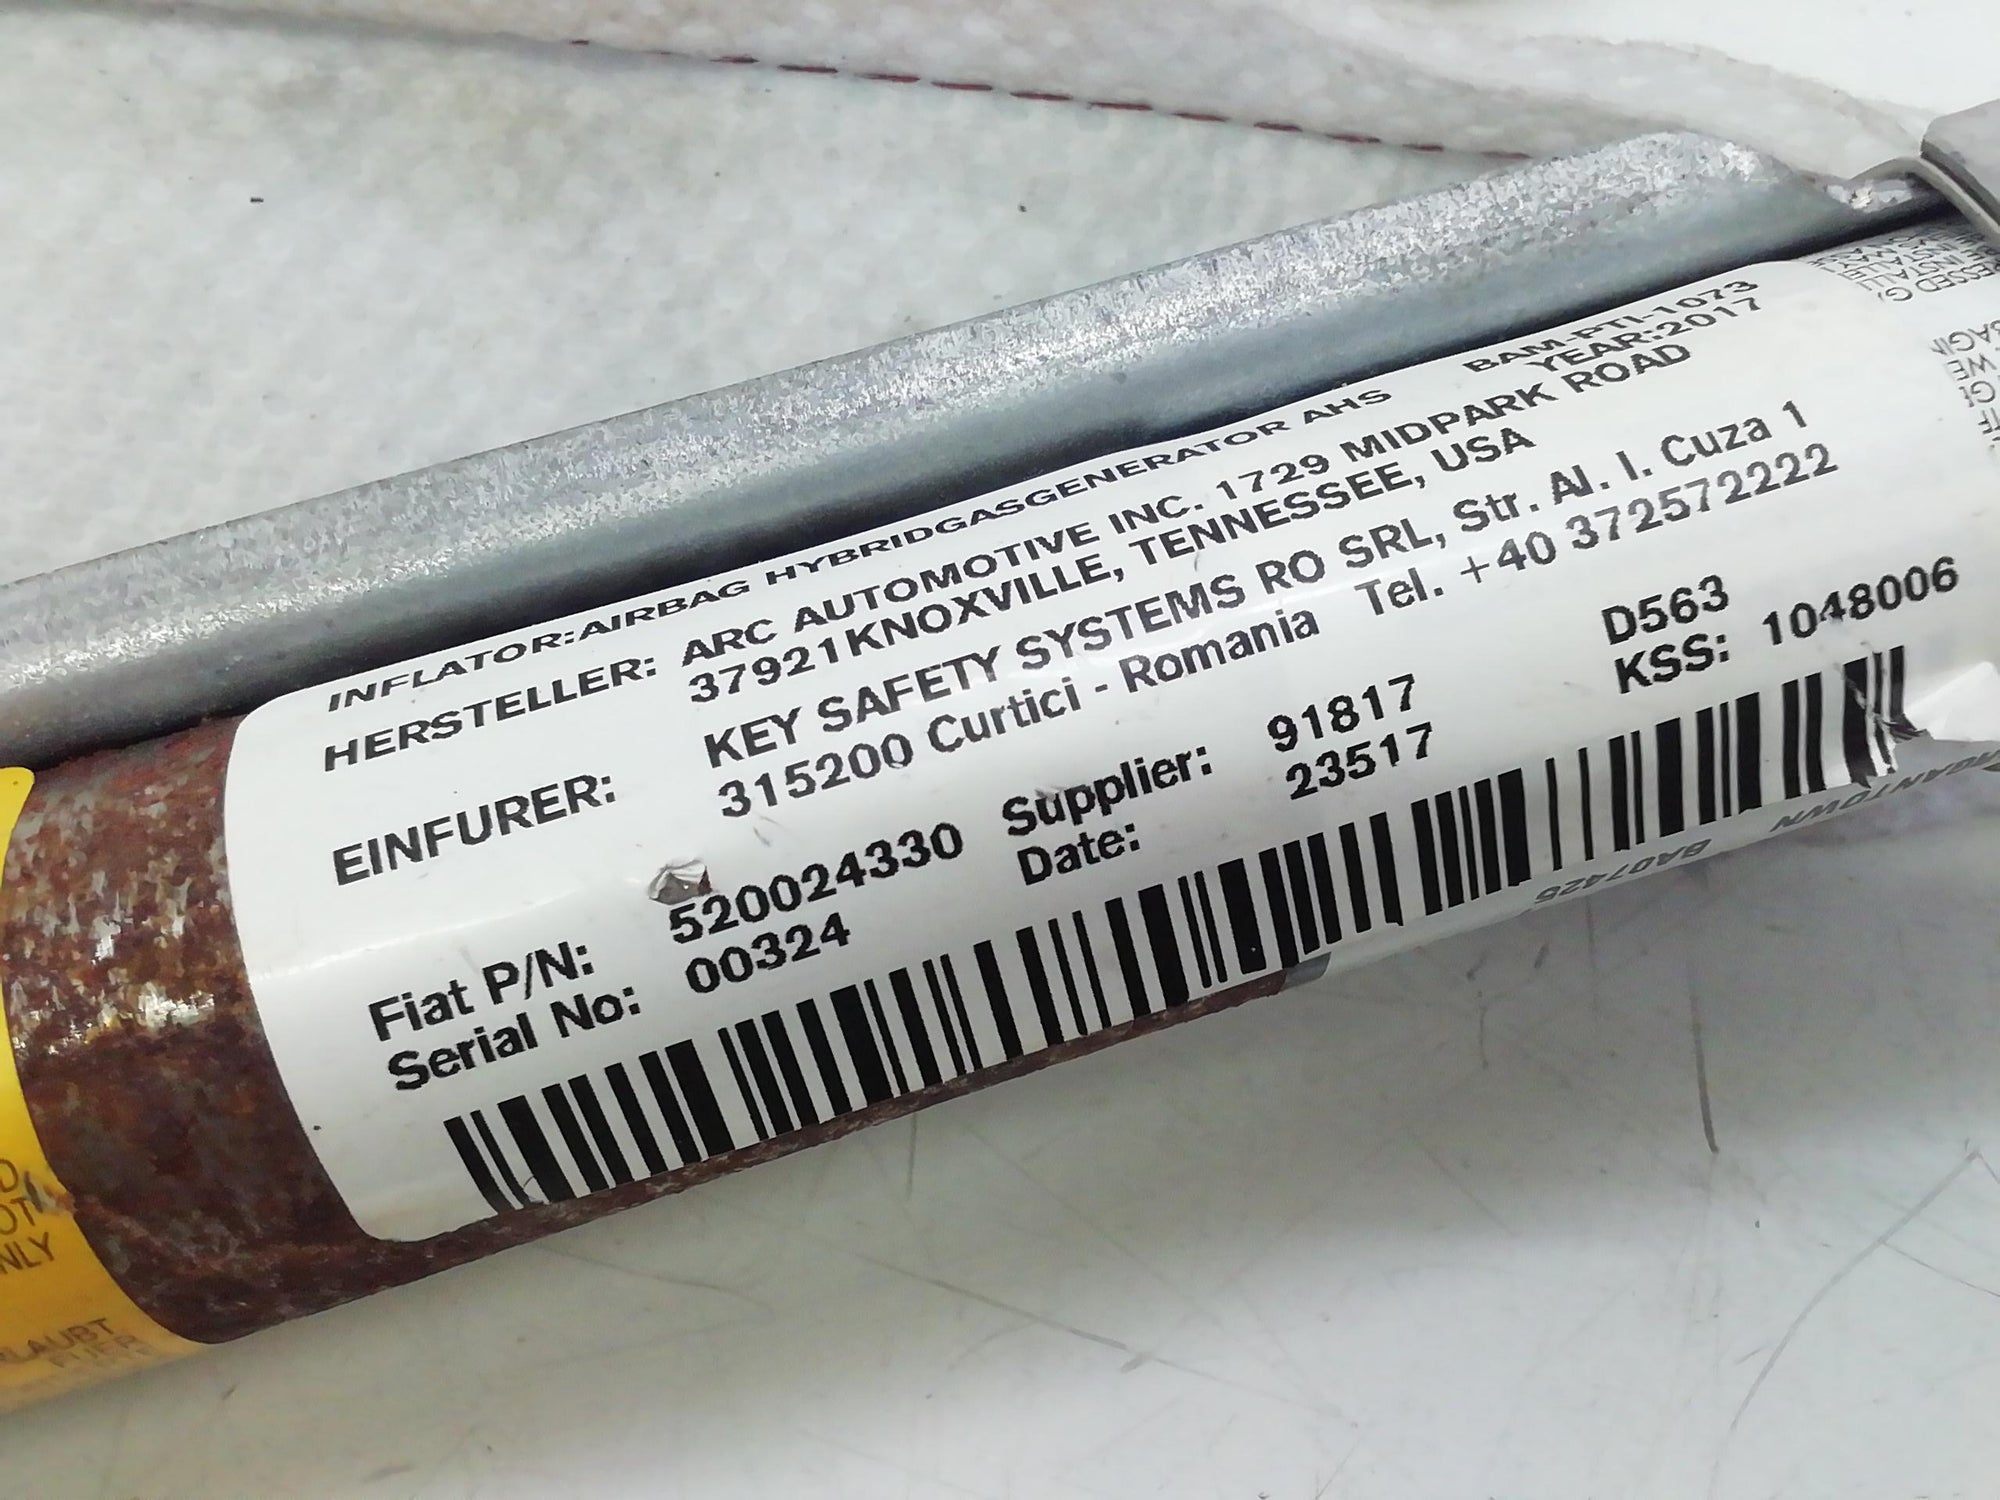 INFLATOR:AIRBAG HYBRIDGASGENERATOR AHS BAM-PTI-1073
YEAR:2017
HERSTELLER: ARC AUTOMOTIVE INC. 1729 MIDPARK ROAD
37921KNOXVILLE, TENNESSEE, USA
EINFURER: KEY SAFETY SYSTEMS RO SRL, Str. Al. I. Cuza 1
315200 Curtici - Romania Tel. +40 372572222
Fiat P/N: 520024330 Supplier: 91817 D563
Serial No: 00324 Date: 23517 KSS: 1048006
BA07425